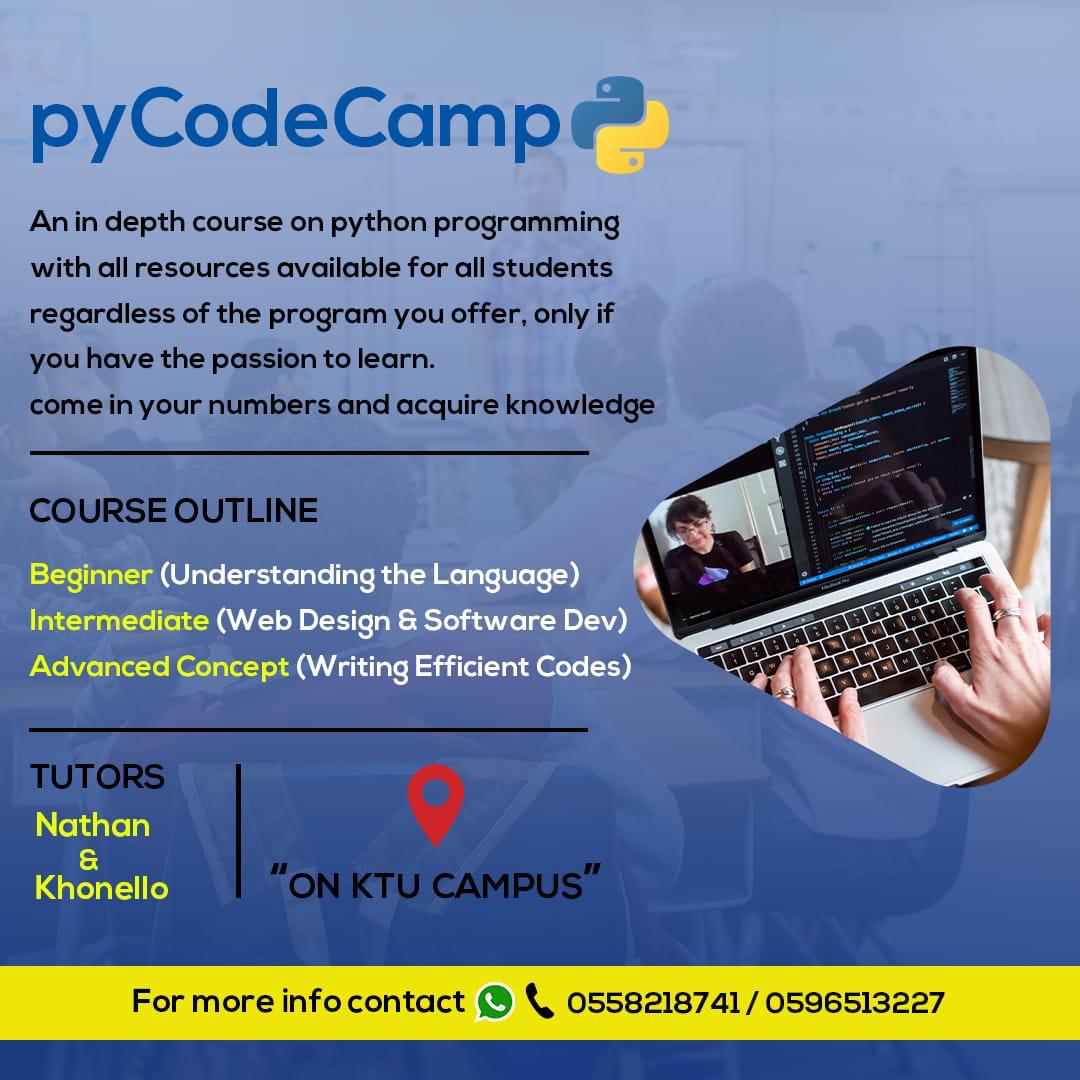 pyCodeCamp
An in depth course on python programming
with all resources available for all students
regardless of the program you offer, only if
you have the passion to learn.
come in your numbers and acquire knowledge
COURSE OUTLINE
Beginner (Understanding the Language)
Intermediate (Web Design & Software Dev)
Advanced Concept (Writing Efficient Codes)
TUTORS
Nathan
&
Khonello
“ON KTU CAMPUS”
For more info contact 0558218741 / 0596513227
MacBook Pro